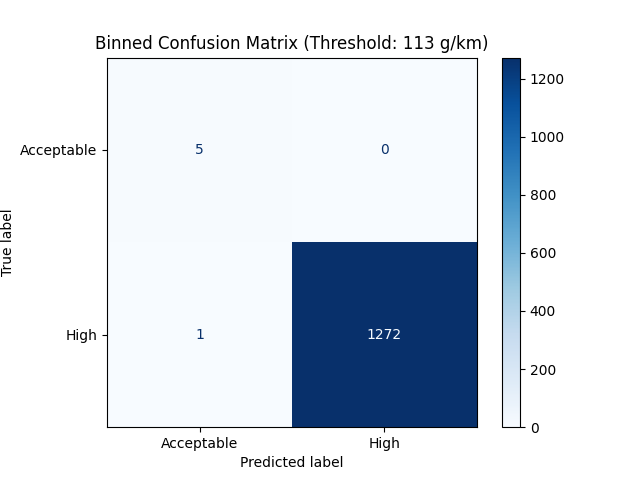 Binned Confusion Matrix (Threshold: 113 g/km)
True label
Acceptable
High
5
0
1
1272
Acceptable
High
Predicted label
1200
1000
800
600
400
200
0